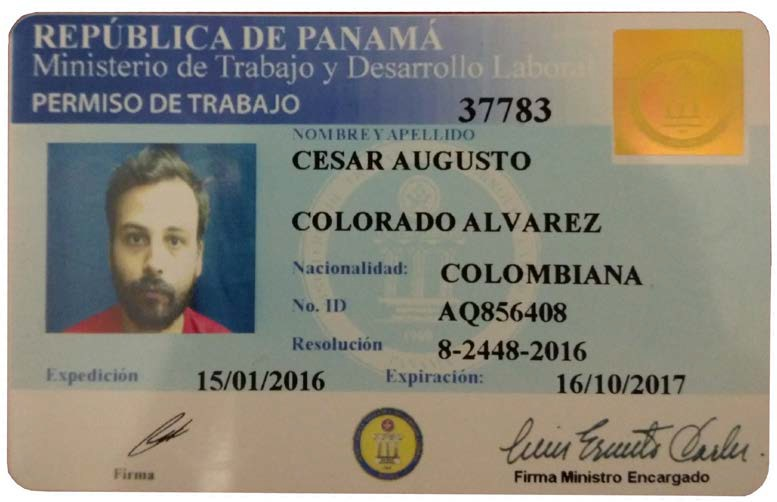 REPÚBLICA DE PANAMÁ
Ministerio de Trabajo y Desarrollo Laboral
PERMISO DE TRABAJO
37783
NOMBRE Y APELLIDO
CESAR AUGUSTO
COLORADO ALVAREZ
Nacionalidad: COLOMBIANA
No. ID AQ856408
Resolución 8-2448-2016
Expedición 15/01/2016 Expiración: 16/10/2017
Firma
Firma Ministro Encargado